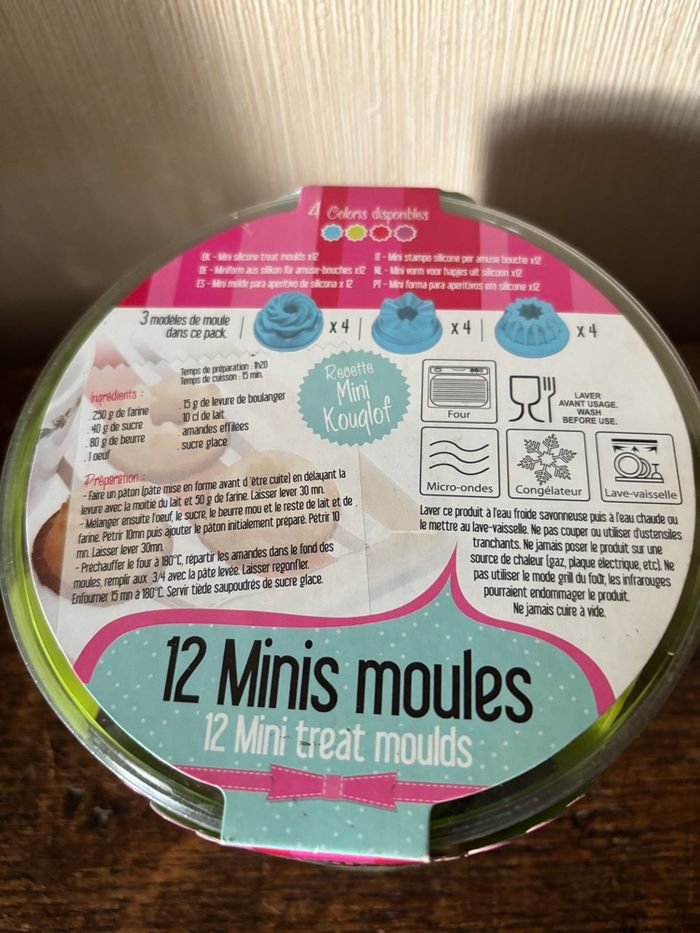 4 Coloris disponibles
UK - Mini silicone treat moulds x12
DE - Miniform aus silikon für amuse-bouches x12
ES - Mini molde para aperitivo de silicona x 12
IT - Mini stampo silicone per amuse bouche x12
NL - Mini vorm voor hapjes uit silicoon x12
PT - Mini forma para aperitivos em silicone x12
3 modèles de moule
dans ce pack.
x 4
x 4
x 4
Temps de préparation : 1h20
Temps de cuisson : 15 min.
Ingrédients :
. 250 g de farine
. 40 g de sucre
. 80 g de beurre
. 1 oeuf
. 15 g de levure de boulanger
. 10 cl de lait
. amandes effilées
. sucre glace
Recette
Mini
Kouglof
Four
LAVER
AVANT USAGE.
WASH
BEFORE USE.
Micro-ondes
Congélateur
Lave-vaisselle
Préparation :
- Faire un pâton (pâte mise en forme avant d'être cuite) en délayant la
levure avec la moitié du lait et 50 g de farine. Laisser lever 30 mn.
- Mélanger ensuite l'oeuf, le sucre, le beurre mou et le reste de lait et de
farine. Pétrir 10mn puis ajouter le pâton initialement préparé. Pétrir 10
mn. Laisser lever 30mn.
- Préchauffer le four à 180°C, répartir les amandes dans le fond des
moules, remplir aux 3/4 avec la pâte levée. Laisser regonfler.
Enfourner 15 mn à 180°C. Servir tiède saupoudrés de sucre glace.
Laver ce produit à l'eau froide savonneuse puis à l'eau chaude ou
le mettre au lave-vaisselle. Ne pas couper ou utiliser d'ustensiles
tranchants. Ne jamais poser le produit sur une
source de chaleur (gaz, plaque électrique, etc). Ne
pas utiliser le mode grill du four, les infrarouges
pourraient endommager le produit.
Ne jamais cuire à vide.
12 Minis moules
12 Mini treat moulds